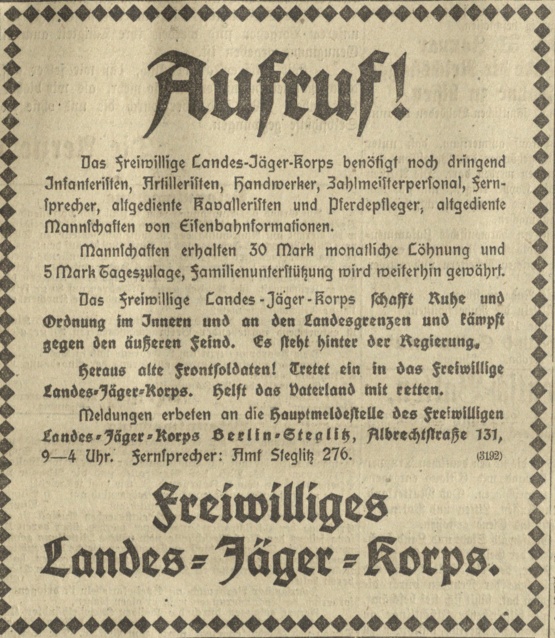 Aufruf!
Das Freiwillige Landes-Jäger-Korps benötigt noch dringend
Infanteristen, Artilleristen, Handwerker, Zahlmeisterpersonal, Fern-
sprecher, altgediente Kavalleristen und Pferdepfleger, altgediente
Mannschaften von Eisenbahnformationen.
Mannschaften erhalten 30 Mark monatliche Löhnung und
5 Mark Tageszulage, Familienunterstützung wird weiterhin gewährt.
Das Freiwillige Landes-Jäger-Korps schafft Ruhe und
Ordnung im Innern und an den Landesgrenzen und kämpft
gegen den äußeren Feind. Es steht hinter der Regierung.
Heraus alte Frontsoldaten! Tretet ein in das Freiwillige
Landes-Jäger-Korps. Helft das Vaterland mit retten.
Meldungen erbeten an die Hauptmeldestelle des Freiwilligen
Landes-Jäger-Korps Berlin-Steglitz, Albrechtstraße 131,
9—4 Uhr. Fernsprecher: Amt Steglitz 276. (3192)
Freiwilliges
Landes-Jäger-Korps.